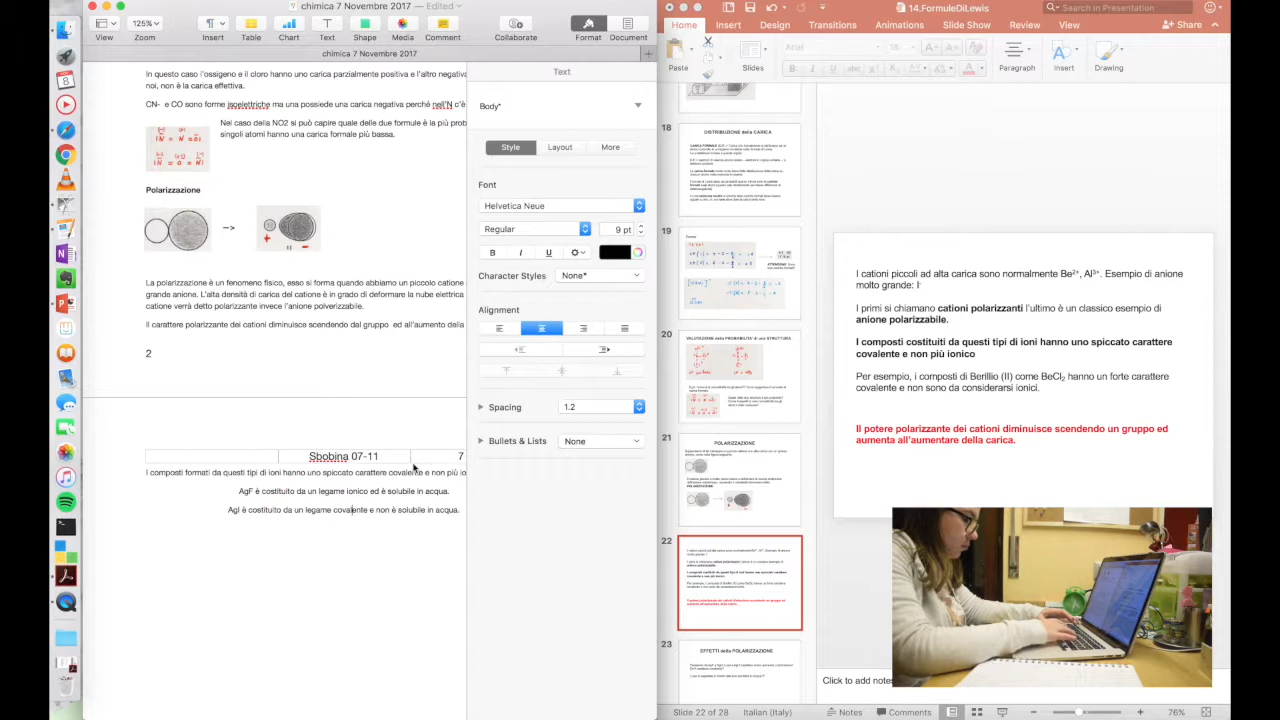 chimica 7 Novembre 2017 — Edited
14.FormuleDiLewis
Search in Presentation
125%
View
Zoom
Insert
Table
Chart
Text
Shape
Media
Comment
Collaborate
Format
Document
Home
Insert
Design
Transitions
Animations
Slide Show
Review
View
Share
chimica 7 Novembre 2017
Paste
Slides
Arial
18
Paragraph
Insert
Drawing
In questo caso l'ossigeno e il cloro hanno una carica parzialmente positiva e l'altro negativa
noi, non è la carica effettiva.
CN- e CO sono forme isoelettriche ma una possiede una carica negativa perché nell'N c'è
Nel caso della NO2 si può capire quale delle due formule è la più prob
singoli atomi hanno una carica formale più bassa.
Polarizzazione
-->
La polarizzazione è un fenomeno fisico, esso si forma quando abbiamo un piccolo catione
grande anione. L'alta densità di carica del catione è in grado di deformare la nube elettrica
catione verrà detto polarizzante invece l'anione polverizzabile.
Il carattere polarizzante dei cationi diminuisce scendendo dal gruppo ed all'aumento della
2
Sbobina 07-11
7
I composti formati da questi tipi di ioni hanno uno spiccato carattere covalente e non più io
AgF è costituito da un legame ionico ed è solubile in acqua.
AgI è costituito da un legame covalente e non è solubile in acqua.
Text
Body*
Style
Layout
More
Font
Helvetica Neue
Regular
9 pt
B
I
U
Character Styles
None*
Alignment
Spacing
1.2
Bullets & Lists
None
18
DISTRIBUZIONE della CARICA
19
20
VALUTAZIONE della PROBABILITA' di una STRUTTURA
21
POLARIZZAZIONE
22
23
EFFETTI della POLARIZZAZIONE
I cationi piccoli ad alta carica sono normalmente Be²⁺, Al³⁺. Esempio di anione
molto grande: I⁻
I primi si chiamano cationi polarizzanti l'ultimo è un classico esempio di
anione polarizzabile.
I composti costituiti da questi tipi di ioni hanno uno spiccato carattere
covalente e non più ionico
Per esempio, i composti di Berillio (II) come BeCl₂ hanno un forte carattere
covalente e non sono da considerarsi ionici.
Il potere polarizzante dei cationi diminuisce scendendo un gruppo ed
aumenta all'aumentare della carica.
Click to add notes
Slide 22 of 28
Italian (Italy)
Notes
Comments
76%